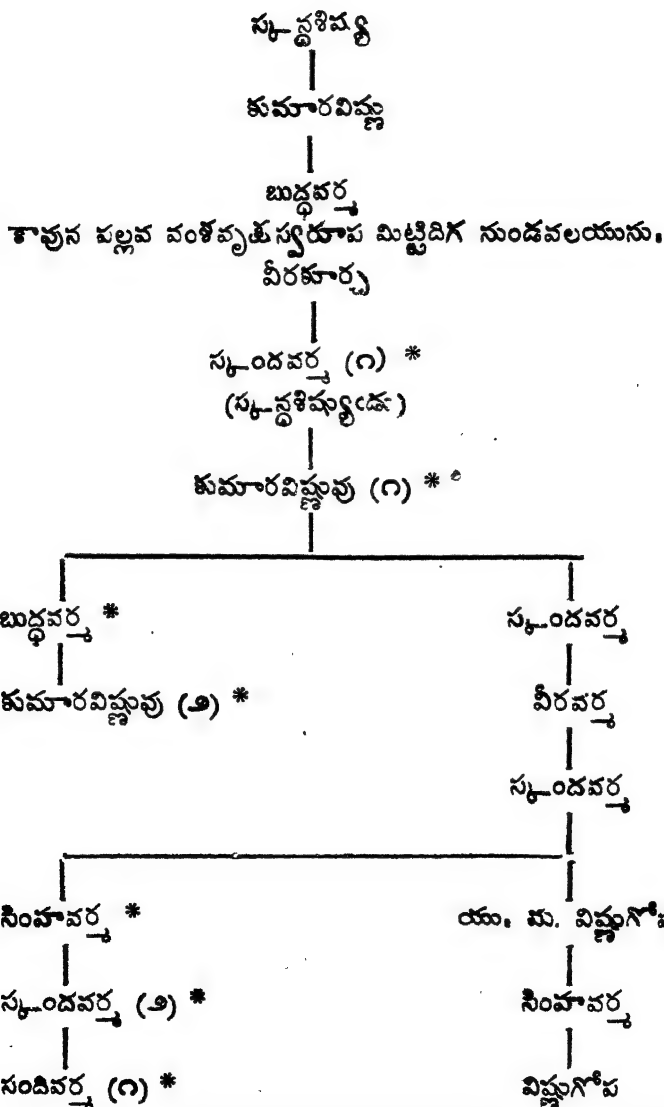 స్కన్దశిష్య
కుమారవిష్ణు
బుద్ధవర్మ
కావున పల్లవ వంశవృక్షస్వరూప మిట్టిదిగ నుండవలయును.
వీరకూర్చ
స్కందవర్మ (౧) *
(స్కన్దశిష్యుఁడు)
కుమారవిష్ణువు (౧) *
బుద్ధవర్మ * స్కందవర్మ
కుమారవిష్ణువు (౨) * వీరవర్మ
స్కందవర్మ
సింహవర్మ * యు. మ. విష్ణుగోప
స్కందవర్మ (౨) * సింహవర్మ
నందివర్మ (౧) * విష్ణుగోప